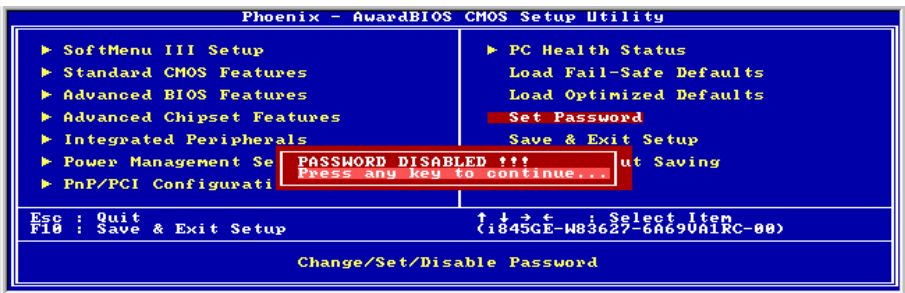 Phoenix - AwardBIOS CMOS Setup Utility
SoftMenu III Setup
Standard CMOS Features
Advanced BIOS Features
Advanced Chipset Features
Integrated Peripherals
Power Management Se
PnP/PCI Configurati
PC Health Status
Load Fail-Safe Defaults
Load Optimized Defaults
Set Password
Save & Exit Setup
ut Saving
PASSWORD DISABLED !!!
Press any key to continue...
Esc : Quit
F10 : Save & Exit Setup
↑ ↓ → ← : Select Item
(i845GE-W83627-6A69VA1RC-00)
Change/Set/Disable Password